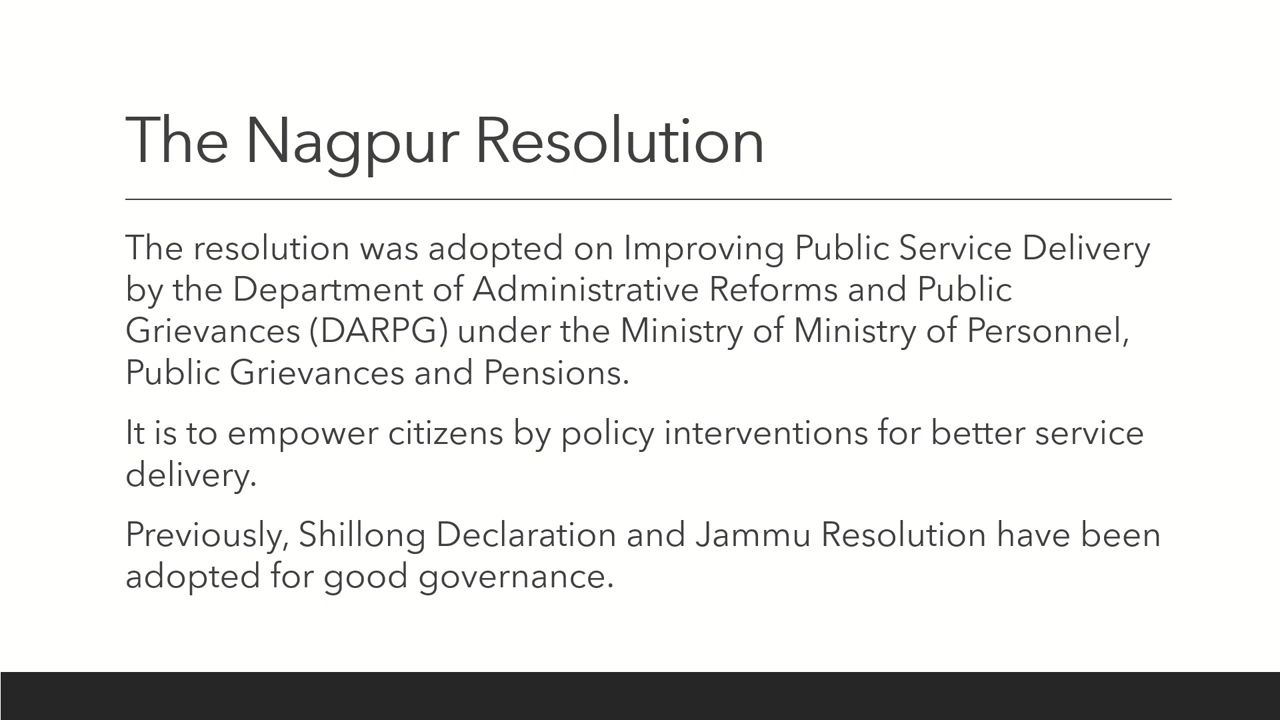 The Nagpur Resolution
The resolution was adopted on Improving Public Service Delivery
by the Department of Administrative Reforms and Public
Grievances (DARPG) under the Ministry of Ministry of Personnel,
Public Grievances and Pensions.
It is to empower citizens by policy interventions for better service
delivery.
Previously, Shillong Declaration and Jammu Resolution have been
adopted for good governance.